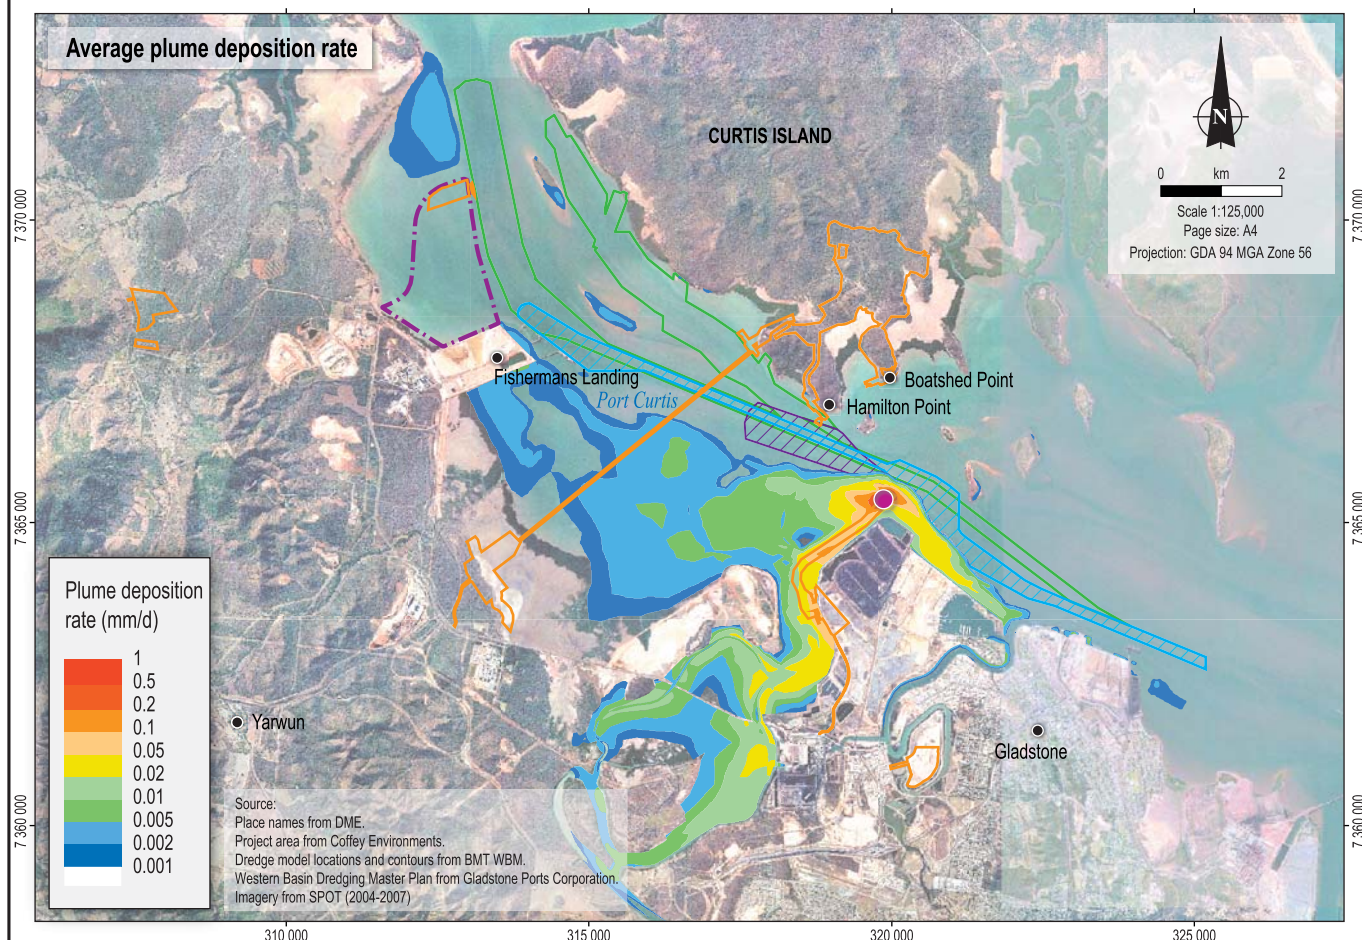 Average plume deposition rate
CURTIS ISLAND
N
0 km 2
Scale 1:125,000
Page size: A4
Projection: GDA 94 MGA Zone 56
7 370 000
7 370 000
Fishermans Landing
Port Curtis
Boatshed Point
Hamilton Point
7 365 000
7 365 000
Plume deposition
rate (mm/d)
1
0.5
0.2
0.1
0.05
0.02
0.01
0.005
0.002
0.001
Yarwun
Gladstone
7 360 000
7 360 000
Source:
Place names from DME.
Project area from Coffey Environments.
Dredge model locations and contours from BMT WBM.
Western Basin Dredging Master Plan from Gladstone Ports Corporation.
Imagery from SPOT (2004-2007)
310 000
315 000
320 000
325 000